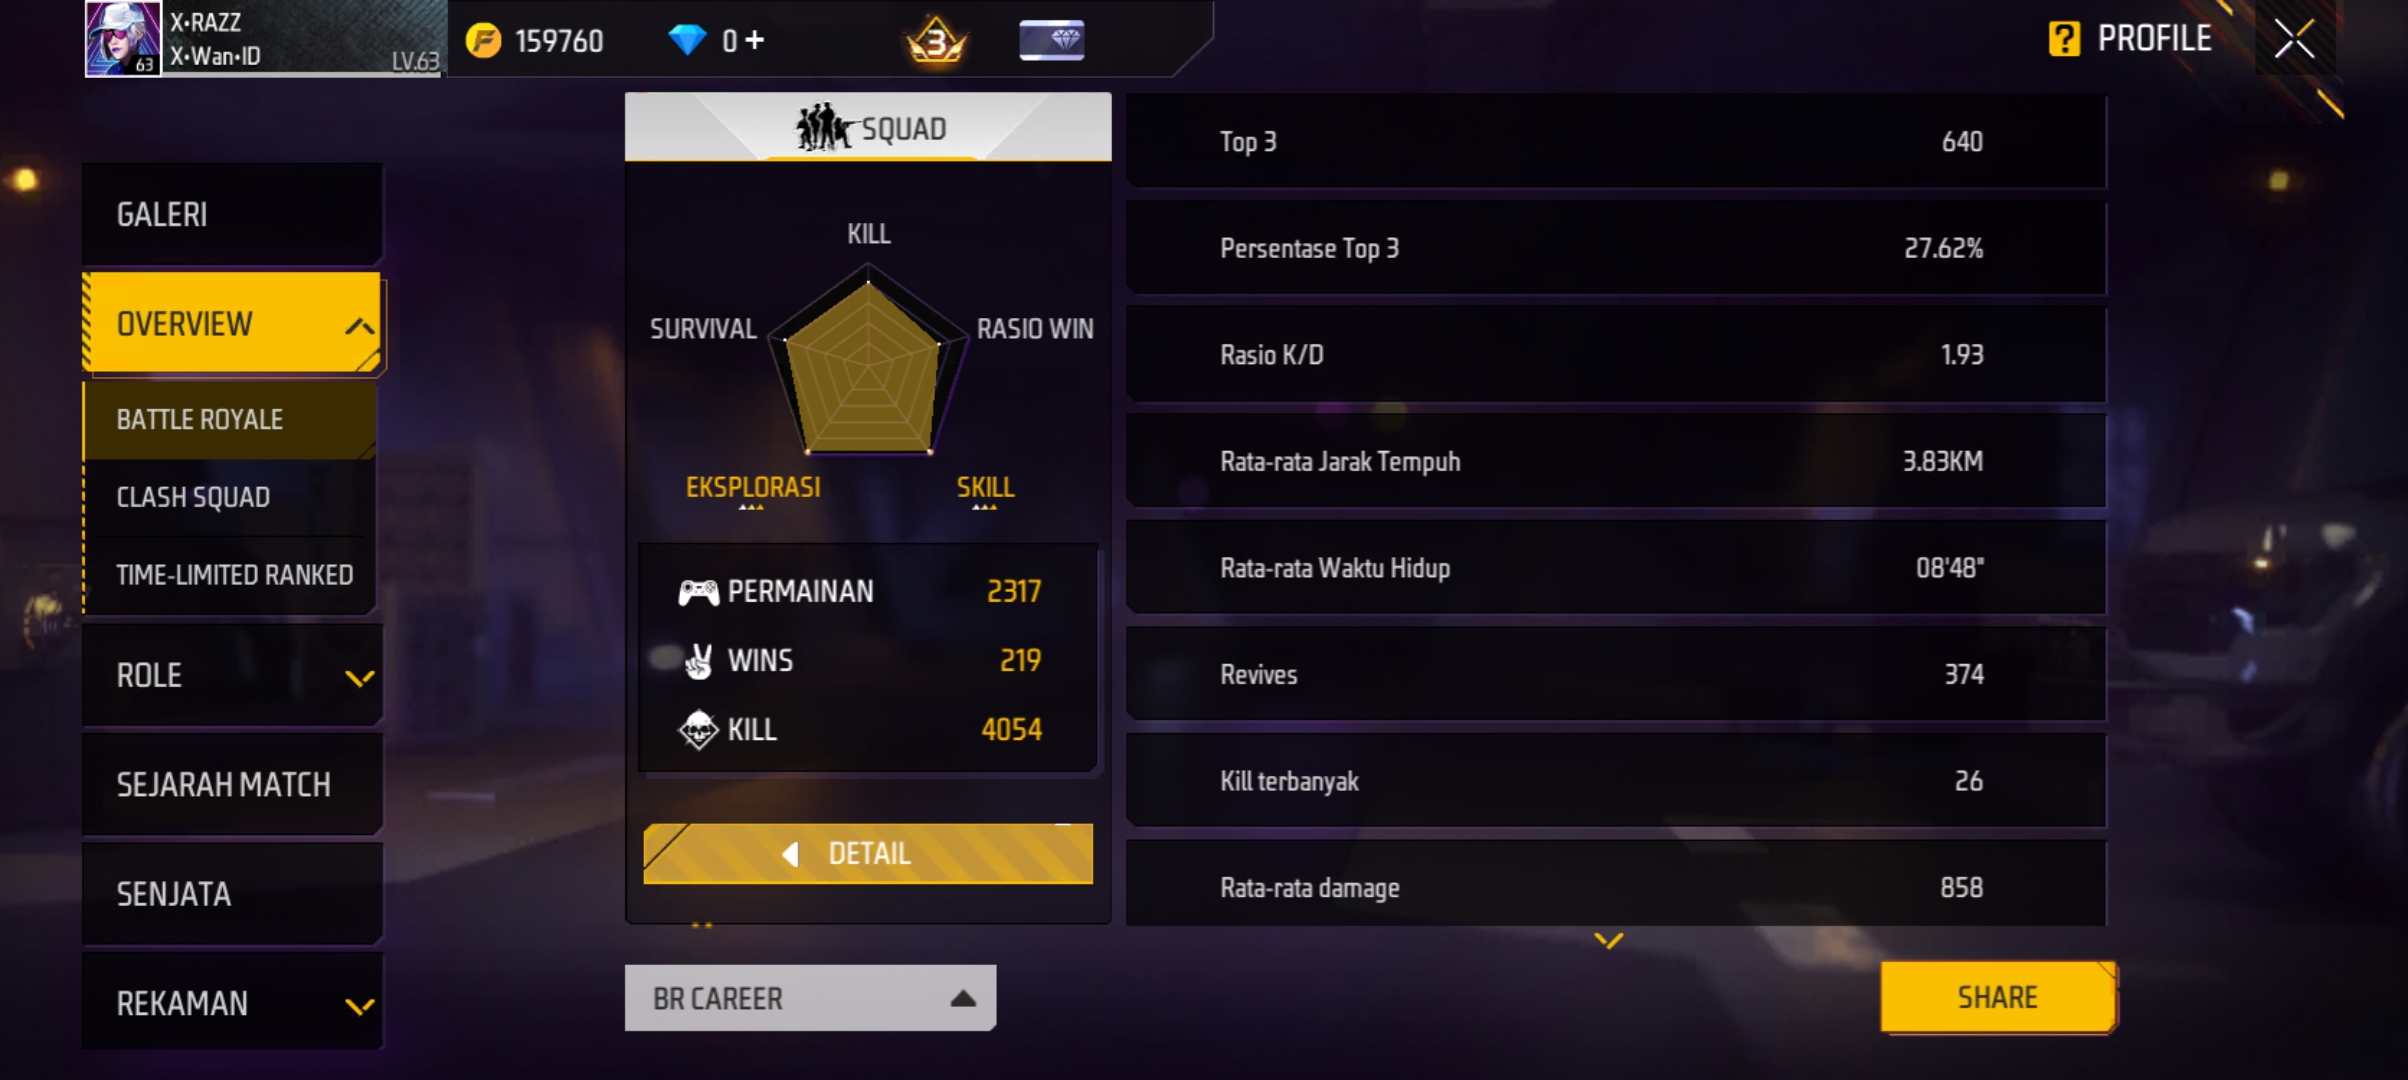 X•RAZZ
X•Wan•ID
63
LV.63
159760
0 +
3
? PROFILE
GALERI
OVERVIEW
BATTLE ROYALE
CLASH SQUAD
TIME-LIMITED RANKED
ROLE
SEJARAH MATCH
SENJATA
REKAMAN
SQUAD
KILL
SURVIVAL
RASIO WIN
EKSPLORASI
SKILL
PERMAINAN 2317
WINS 219
KILL 4054
DETAIL
BR CAREER
Top 3 640
Persentase Top 3 27.62%
Rasio K/D 1.93
Rata-rata Jarak Tempuh 3.83KM
Rata-rata Waktu Hidup 08'48"
Revives 374
Kill terbanyak 26
Rata-rata damage 858
SHARE